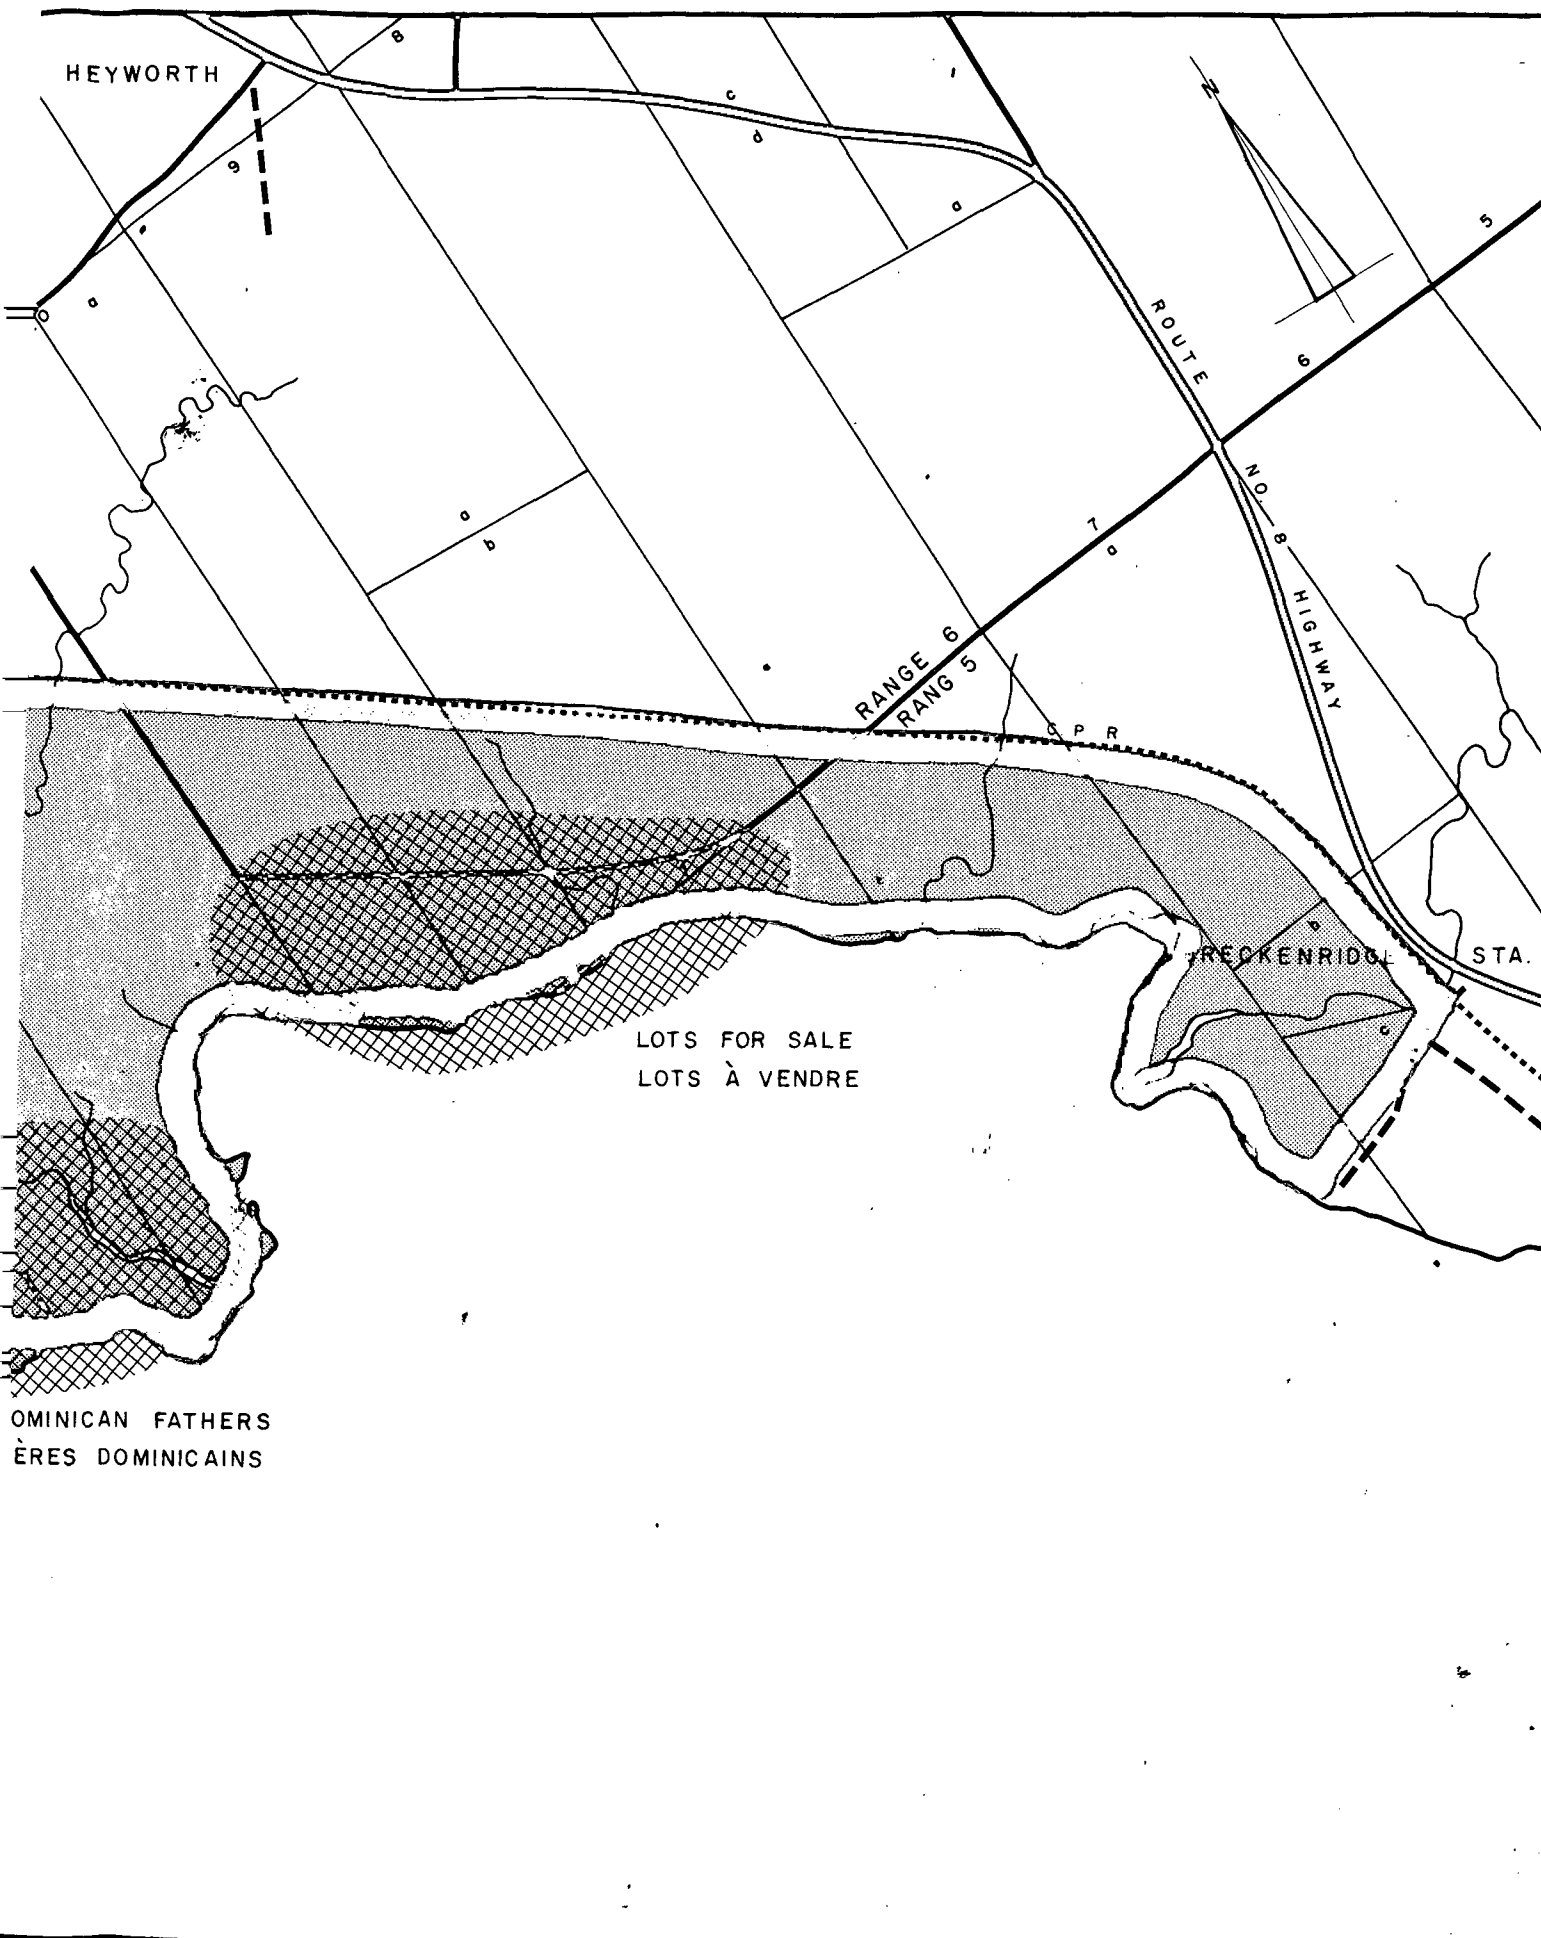 HEYWORTH
8
9
a
c
d
a
N
5
6
ROUTE
NO. 8
HIGHWAY
7
a
a
b
RANGE 6
RANG 5
C P R
b
RECKENRIDGE STA.
c
LOTS FOR SALE
LOTS À VENDRE
OMINICAN FATHERS
ÈRES DOMINICAINS